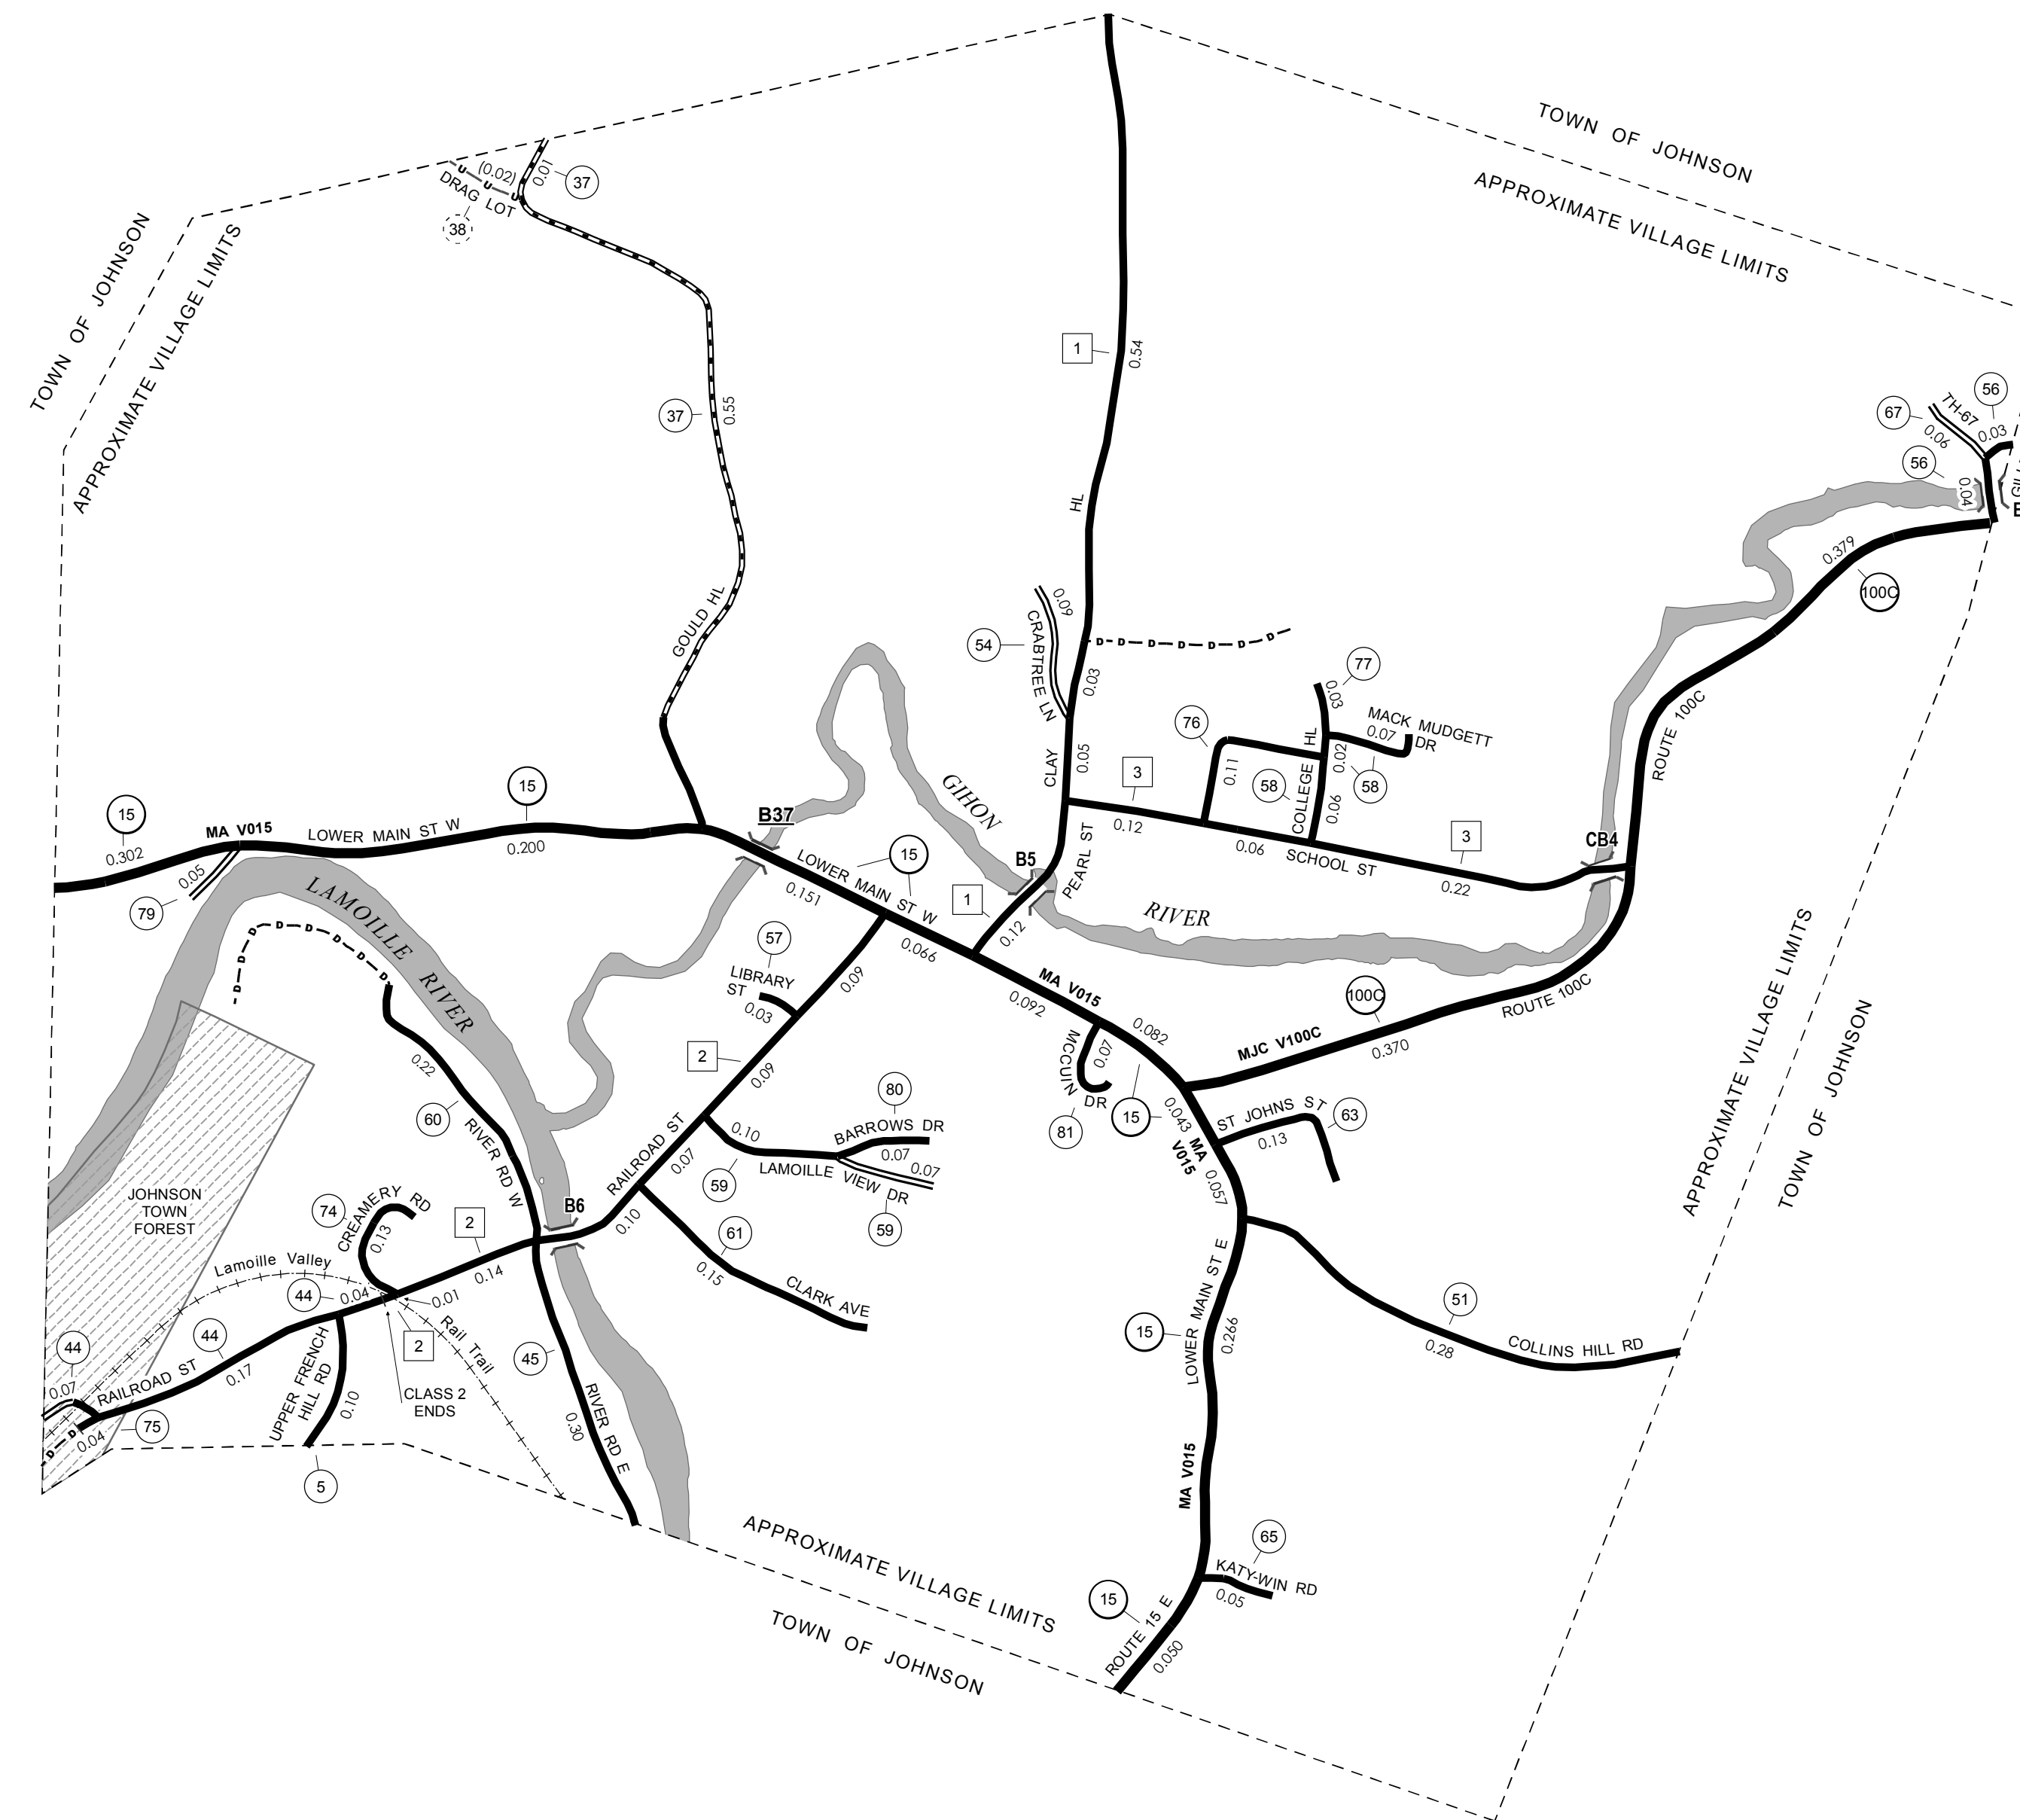 TOWN OF JOHNSON
APPROXIMATE VILLAGE LIMITS
TOWN OF JOHNSON
APPROXIMATE VILLAGE LIMITS
(0.02)
0.01
37
DRAG LOT
38
37
0.55
GOULD HL
1
0.54
HL
0.09
54
CRABTREE LN
0.03
CLAY
0.05
67
TH-67
0.06
56
0.03
56
0.04
0.379
100C
ROUTE 100C
77
0.03
76
0.11
HL
MACK MUDGETT
DR
0.07
0.02
58
58
COLLEGE
0.06
3
0.12
0.06
SCHOOL ST
3
0.22
CB4
15
0.302
MA V015
LOWER MAIN ST W
15
0.200
0.05
79
B37
GIHON
RIVER
B5
PEARL ST
LOWER MAIN ST W
15
0.151
1
0.12
0.066
LAMOILLE RIVER
57
LIBRARY
ST
0.03
0.09
2
0.09
MA V015
0.092
0.082
MCCUIN DR
0.07
81
15
100C
MJC V100C
0.370
ROUTE 100C
0.043
MA
V015
ST JOHNS ST
63
0.13
0.057
0.22
60
RIVER RD W
RAILROAD ST
0.07
0.10
80
BARROWS DR
0.07
0.07
LAMOILLE VIEW DR
59
59
0.10
61
0.15
CLARK AVE
B6
JOHNSON
TOWN
FOREST
74
CREAMERY RD
0.13
2
0.14
Lamoille Valley
Rail Trail
44
0.04
0.01
2
CLASS 2
ENDS
44
0.07
44
RAILROAD ST
0.17
0.04
75
UPPER FRENCH
HILL RD
0.10
5
45
RIVER RD E
0.30
15
LOWER MAIN ST E
0.266
51
COLLINS HILL RD
0.28
MA V015
65
KATY-WIN RD
0.05
15
ROUTE 15 E
0.050
APPROXIMATE VILLAGE LIMITS
TOWN OF JOHNSON
APPROXIMATE VILLAGE LIMITS
TOWN OF JOHNSON